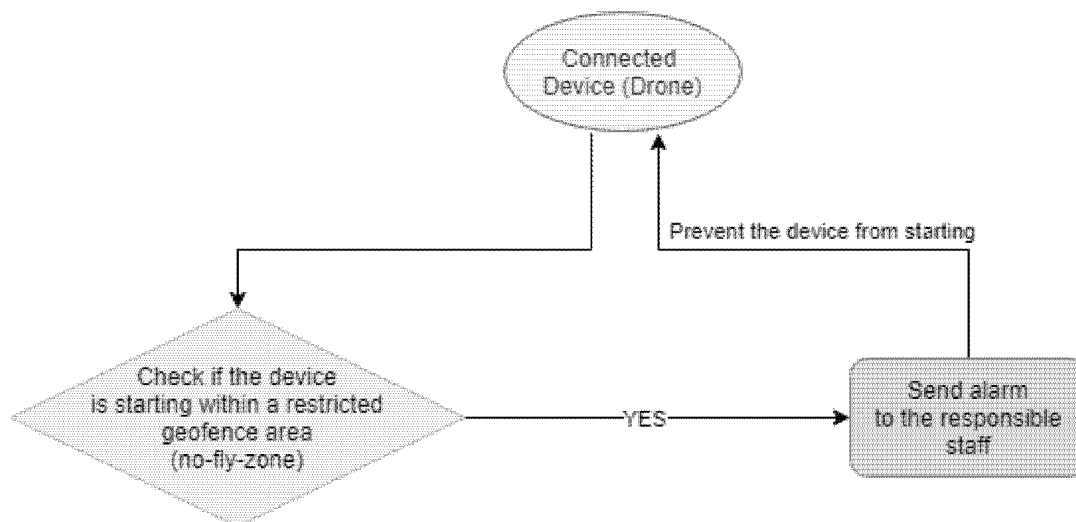 Connected
Device (Drone)
Prevent the device from starting
Check if the device
is starting within a restricted
geofence area
(no-fly-zone)
YES
Send alarm
to the responsible
staff